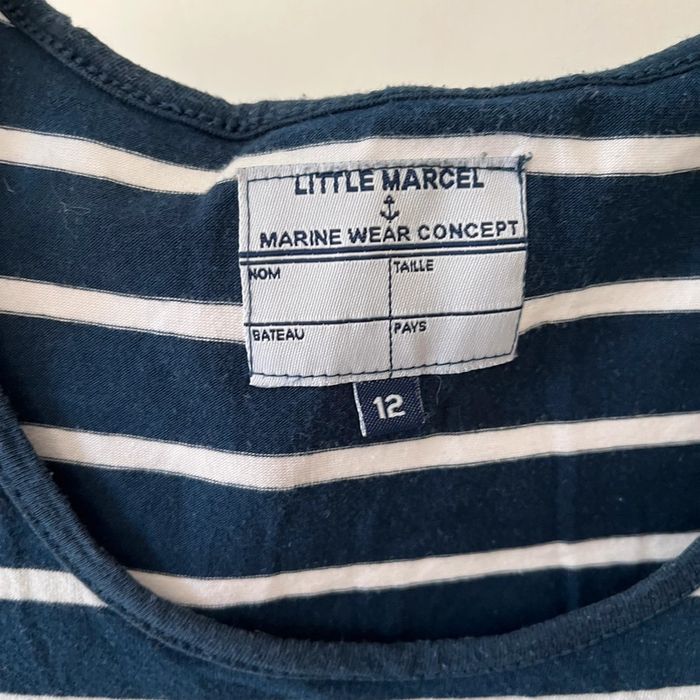 LITTLE MARCEL
MARINE WEAR CONCEPT
NOM TAILLE
BATEAU PAYS
12